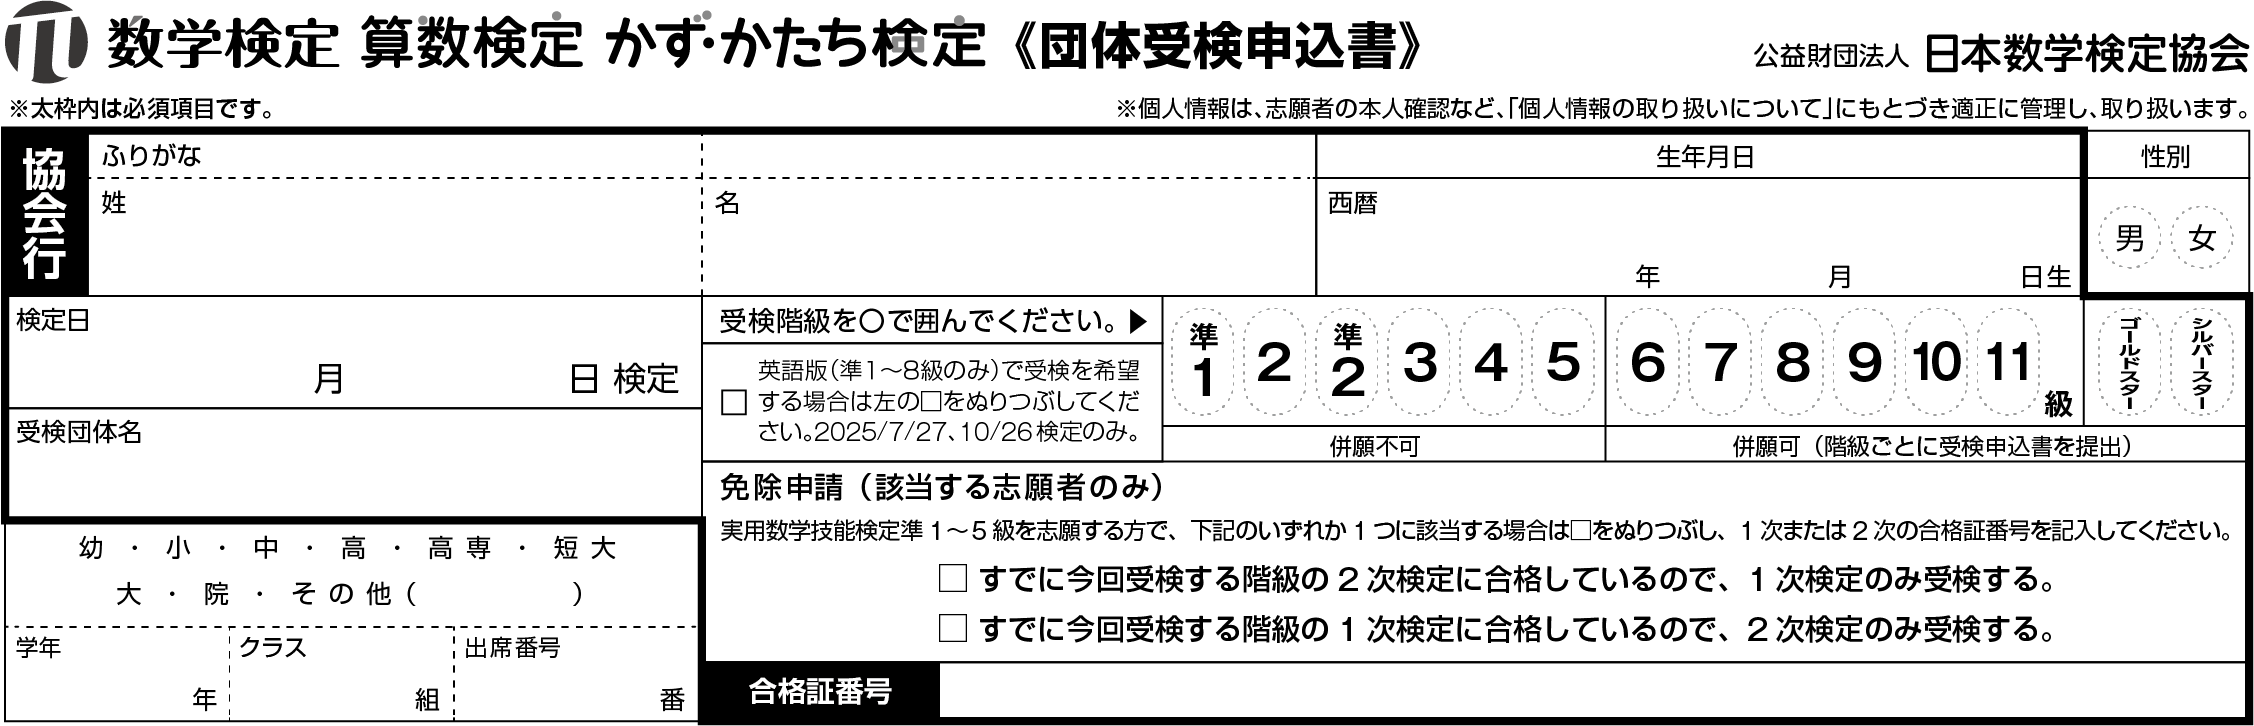 数学検定 算数検定 かず・かたち検定《団体受検申込書》
公益財団法人 日本数学検定協会
※太枠内は必須項目です。
※個人情報は、志願者の本人確認など、「個人情報の取り扱いについて」にもとづき適正に管理し、取り扱います。
協会行
ふりがな
姓
名
生年月日
西暦
年 月 日生
性別
男 女
検定日
月 日 検定
受検団体名
受検階級を○で囲んでください。▶
□ 英語版（準1～8級のみ）で受検を希望
する場合は左の□をぬりつぶしてくだ
さい。2025/7/27、10/26検定のみ。
準1 2 準2 3 4 5 6 7 8 9 10 11 級
ゴールドスター シルバースター
併願不可
併願可（階級ごとに受検申込書を提出）
免除申請（該当する志願者のみ）
実用数学技能検定準1～5級を志願する方で、下記のいずれか1つに該当する場合は□をぬりつぶし、1次または2次の合格証番号を記入してください。
□ すでに今回受検する階級の2次検定に合格しているので、1次検定のみ受検する。
□ すでに今回受検する階級の1次検定に合格しているので、2次検定のみ受検する。
合格証番号
幼・小・中・高・高専・短大
大・院・その他（ ）
学年 クラス 出席番号
年 組 番